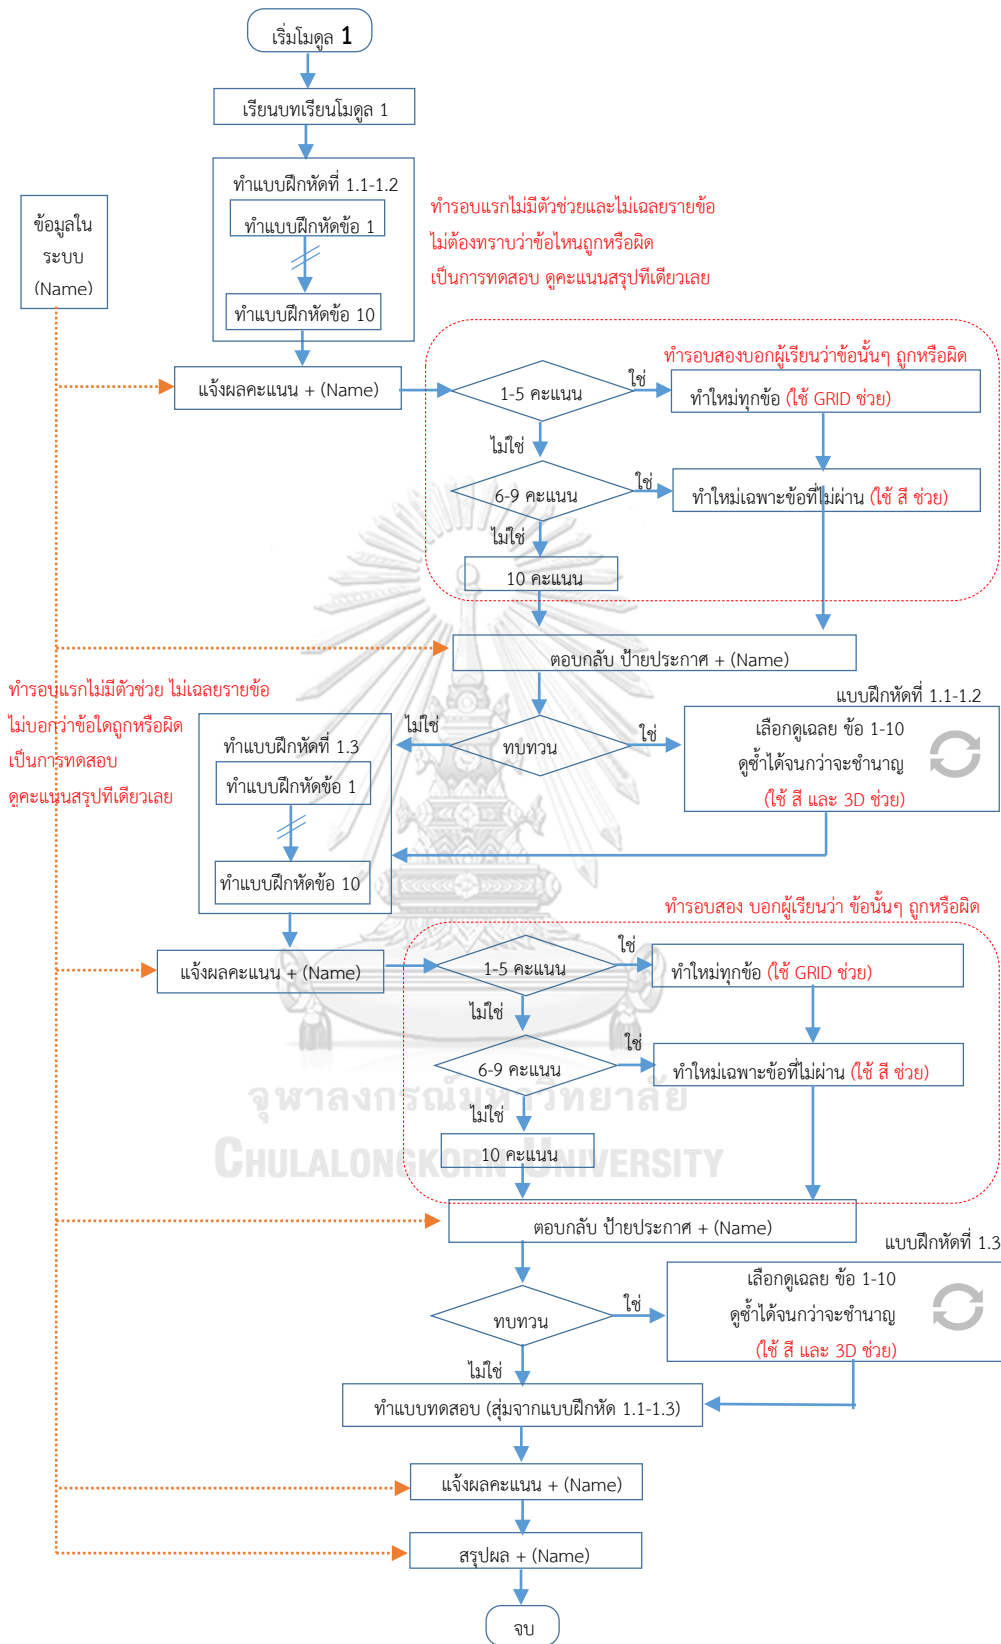 เริ่มโมดูล 1
เรียนบทเรียนโมดูล 1
ทำแบบฝึกหัดที่ 1.1-1.2
ทำแบบฝึกหัดข้อ 1
ทำแบบฝึกหัดข้อ 10
ข้อมูลใน
ระบบ
(Name)
ทำรอบแรกไม่มีตัวช่วยและไม่เฉลยรายข้อ
ไม่ต้องทราบว่าข้อไหนถูกหรือผิด
เป็นการทดสอบ ดูคะแนนสรุปทีเดียวเลย
แจ้งผลคะแนน + (Name)
ทำรอบสองบอกผู้เรียนว่าข้อนั้นๆ ถูกหรือผิด
1-5 คะแนน
ใช่
ทำใหม่ทุกข้อ (ใช้ GRID ช่วย)
ไม่ใช่
6-9 คะแนน
ใช่
ทำใหม่เฉพาะข้อที่ไม่ผ่าน (ใช้ สี ช่วย)
ไม่ใช่
10 คะแนน
ตอบกลับ ป้ายประกาศ + (Name)
ทำรอบแรกไม่มีตัวช่วย ไม่เฉลยรายข้อ
ไม่บอกว่าข้อใดถูกหรือผิด
เป็นการทดสอบ
ดูคะแนนสรุปทีเดียวเลย
แบบฝึกหัดที่ 1.1-1.2
ไม่ใช่
ทบทวน
ใช่
เลือกดูเฉลย ข้อ 1-10
ดูซ้ำได้จนกว่าจะชำนาญ
(ใช้ สี และ 3D ช่วย)
ทำแบบฝึกหัดที่ 1.3
ทำแบบฝึกหัดข้อ 1
ทำแบบฝึกหัดข้อ 10
ทำรอบสอง บอกผู้เรียนว่า ข้อนั้นๆ ถูกหรือผิด
แจ้งผลคะแนน + (Name)
1-5 คะแนน
ใช่
ทำใหม่ทุกข้อ (ใช้ GRID ช่วย)
ไม่ใช่
6-9 คะแนน
ใช่
ทำใหม่เฉพาะข้อที่ไม่ผ่าน (ใช้ สี ช่วย)
จุฬาลงกรณ์มหาวิทยาลัย
ไม่ใช่
10 คะแนน
CHULALONGKORN UNIVERSITY
ตอบกลับ ป้ายประกาศ + (Name)
แบบฝึกหัดที่ 1.3
ทบทวน
ใช่
เลือกดูเฉลย ข้อ 1-10
ดูซ้ำได้จนกว่าจะชำนาญ
(ใช้ สี และ 3D ช่วย)
ไม่ใช่
ทำแบบทดสอบ (สุ่มจากแบบฝึกหัด 1.1-1.3)
แจ้งผลคะแนน + (Name)
สรุปผล + (Name)
จบ